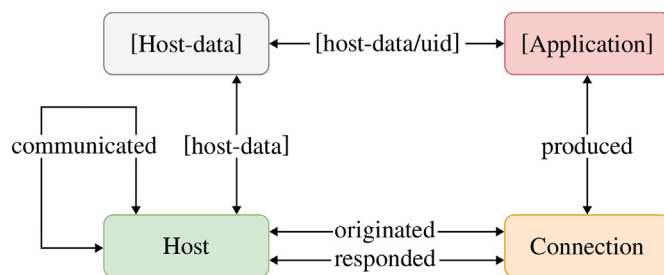 [Host-data]
[host-data/uid]
[Application]
communicated
[host-data]
produced
Host
originated
responded
Connection